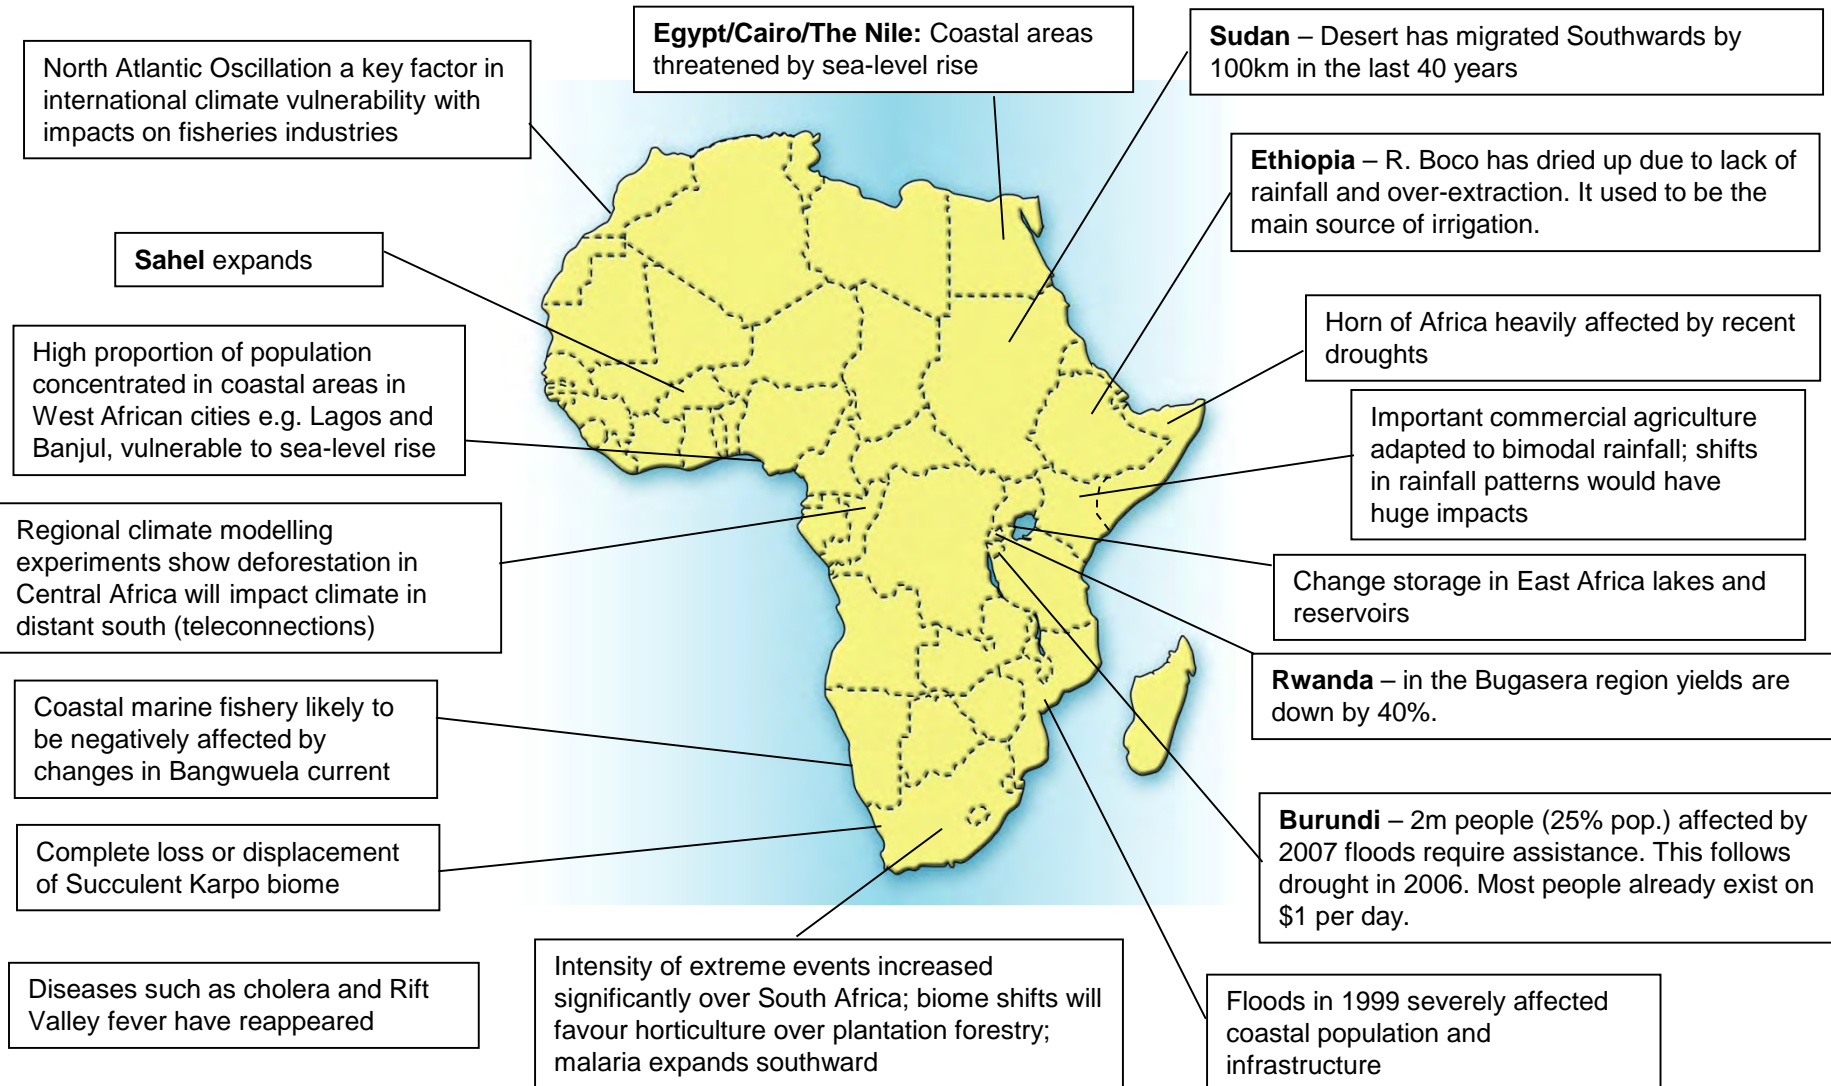 North Atlantic Oscillation a key factor in
international climate vulnerability with
impacts on fisheries industries
Egypt/Cairo/The Nile: Coastal areas
threatened by sea-level rise
Sudan – Desert has migrated Southwards by
100km in the last 40 years
Ethiopia – R. Boco has dried up due to lack of
rainfall and over-extraction. It used to be the
main source of irrigation.
Sahel expands
Horn of Africa heavily affected by recent
droughts
High proportion of population
concentrated in coastal areas in
West African cities e.g. Lagos and
Banjul, vulnerable to sea-level rise
Important commercial agriculture
adapted to bimodal rainfall; shifts
in rainfall patterns would have
huge impacts
Regional climate modelling
experiments show deforestation in
Central Africa will impact climate in
distant south (teleconnections)
Change storage in East Africa lakes and
reservoirs
Rwanda – in the Bugasera region yields are
down by 40%.
Coastal marine fishery likely to
be negatively affected by
changes in Bangwuela current
Burundi – 2m people (25% pop.) affected by
2007 floods require assistance. This follows
drought in 2006. Most people already exist on
$1 per day.
Complete loss or displacement
of Succulent Karpo biome
Diseases such as cholera and Rift
Valley fever have reappeared
Intensity of extreme events increased
significantly over South Africa; biome shifts will
favour horticulture over plantation forestry;
malaria expands southward
Floods in 1999 severely affected
coastal population and
infrastructure